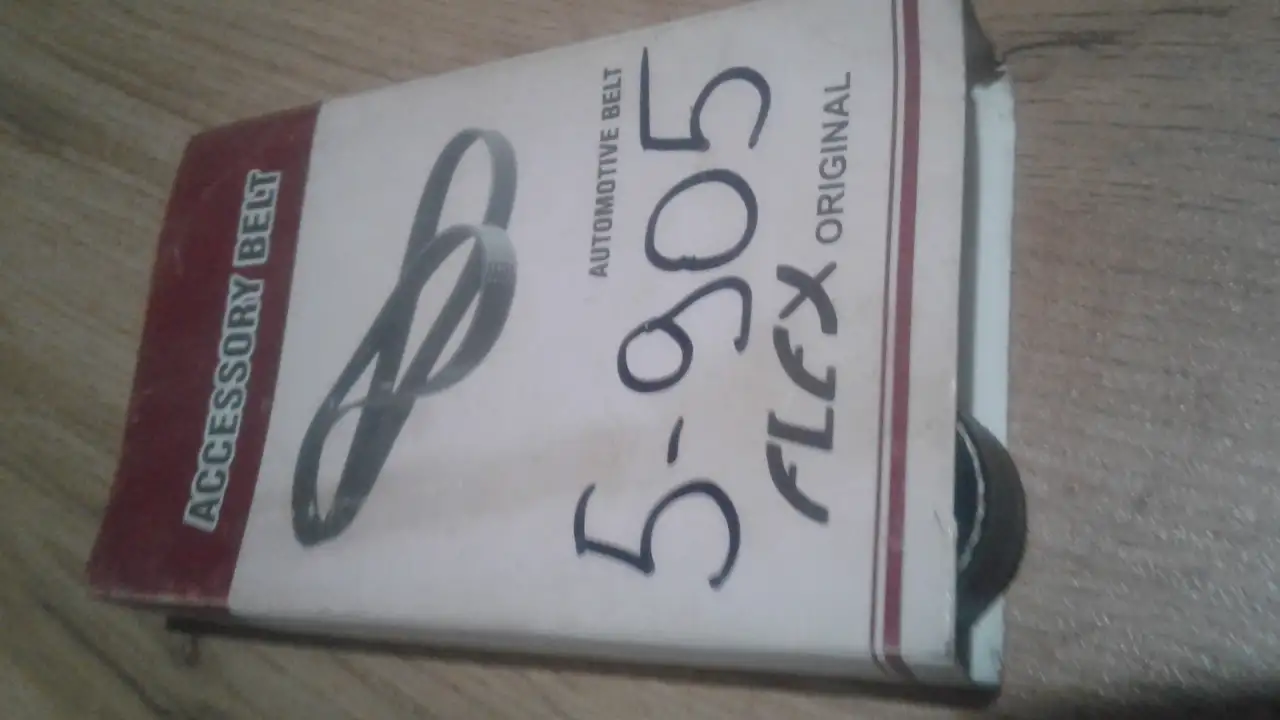 ACCESSORY BELT
AUTOMOTIVE BELT
5-905
FLEX
ORIGINAL